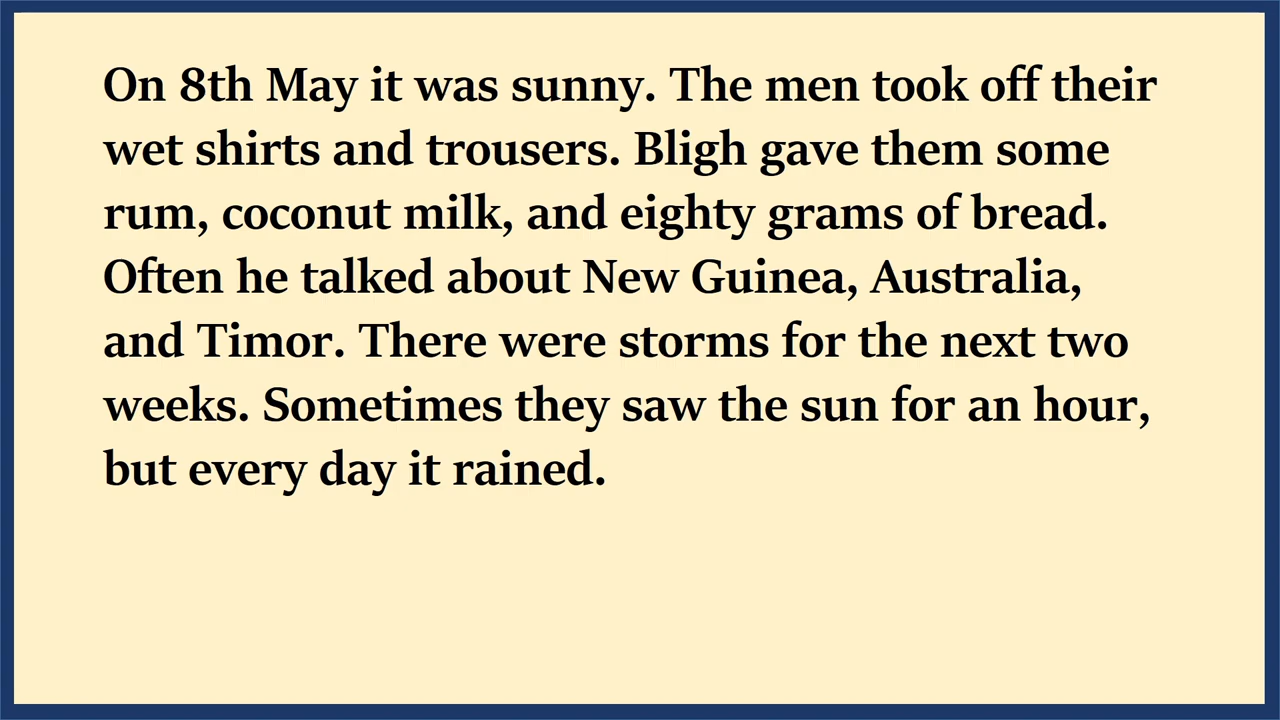 On 8th May it was sunny. The men took off their
wet shirts and trousers. Bligh gave them some
rum, coconut milk, and eighty grams of bread.
Often he talked about New Guinea, Australia,
and Timor. There were storms for the next two
weeks. Sometimes they saw the sun for an hour,
but every day it rained.